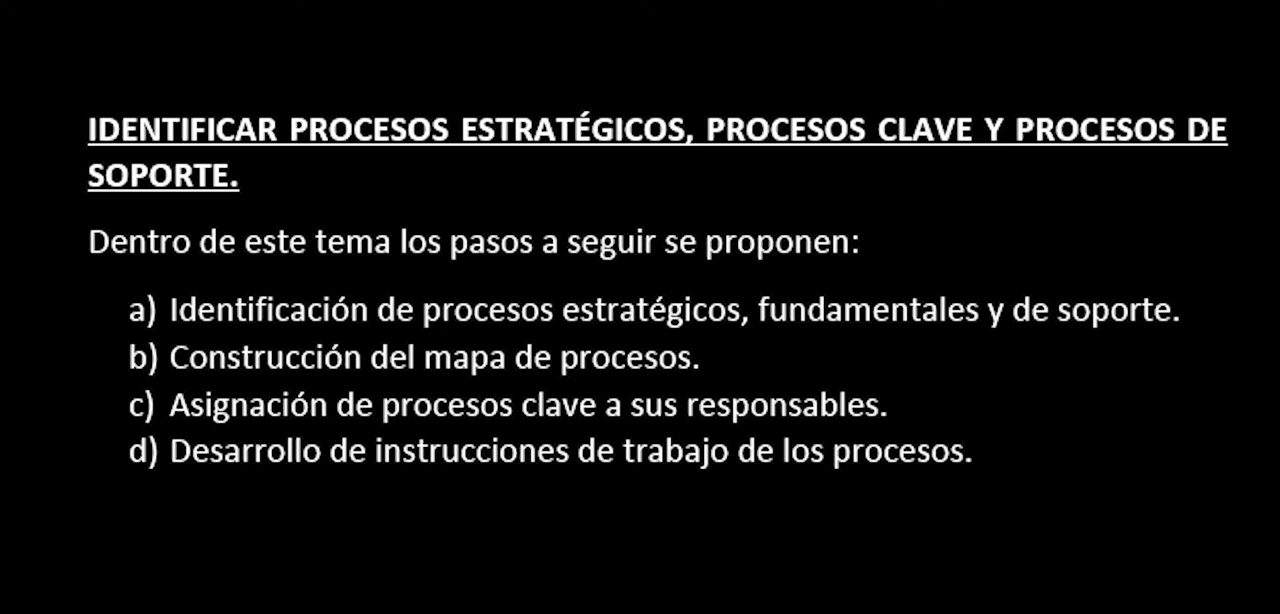 IDENTIFICAR PROCESOS ESTRATÉGICOS, PROCESOS CLAVE Y PROCESOS DE
SOPORTE.
Dentro de este tema los pasos a seguir se proponen:
a) Identificación de procesos estratégicos, fundamentales y de soporte.
b) Construcción del mapa de procesos.
c) Asignación de procesos clave a sus responsables.
d) Desarrollo de instrucciones de trabajo de los procesos.